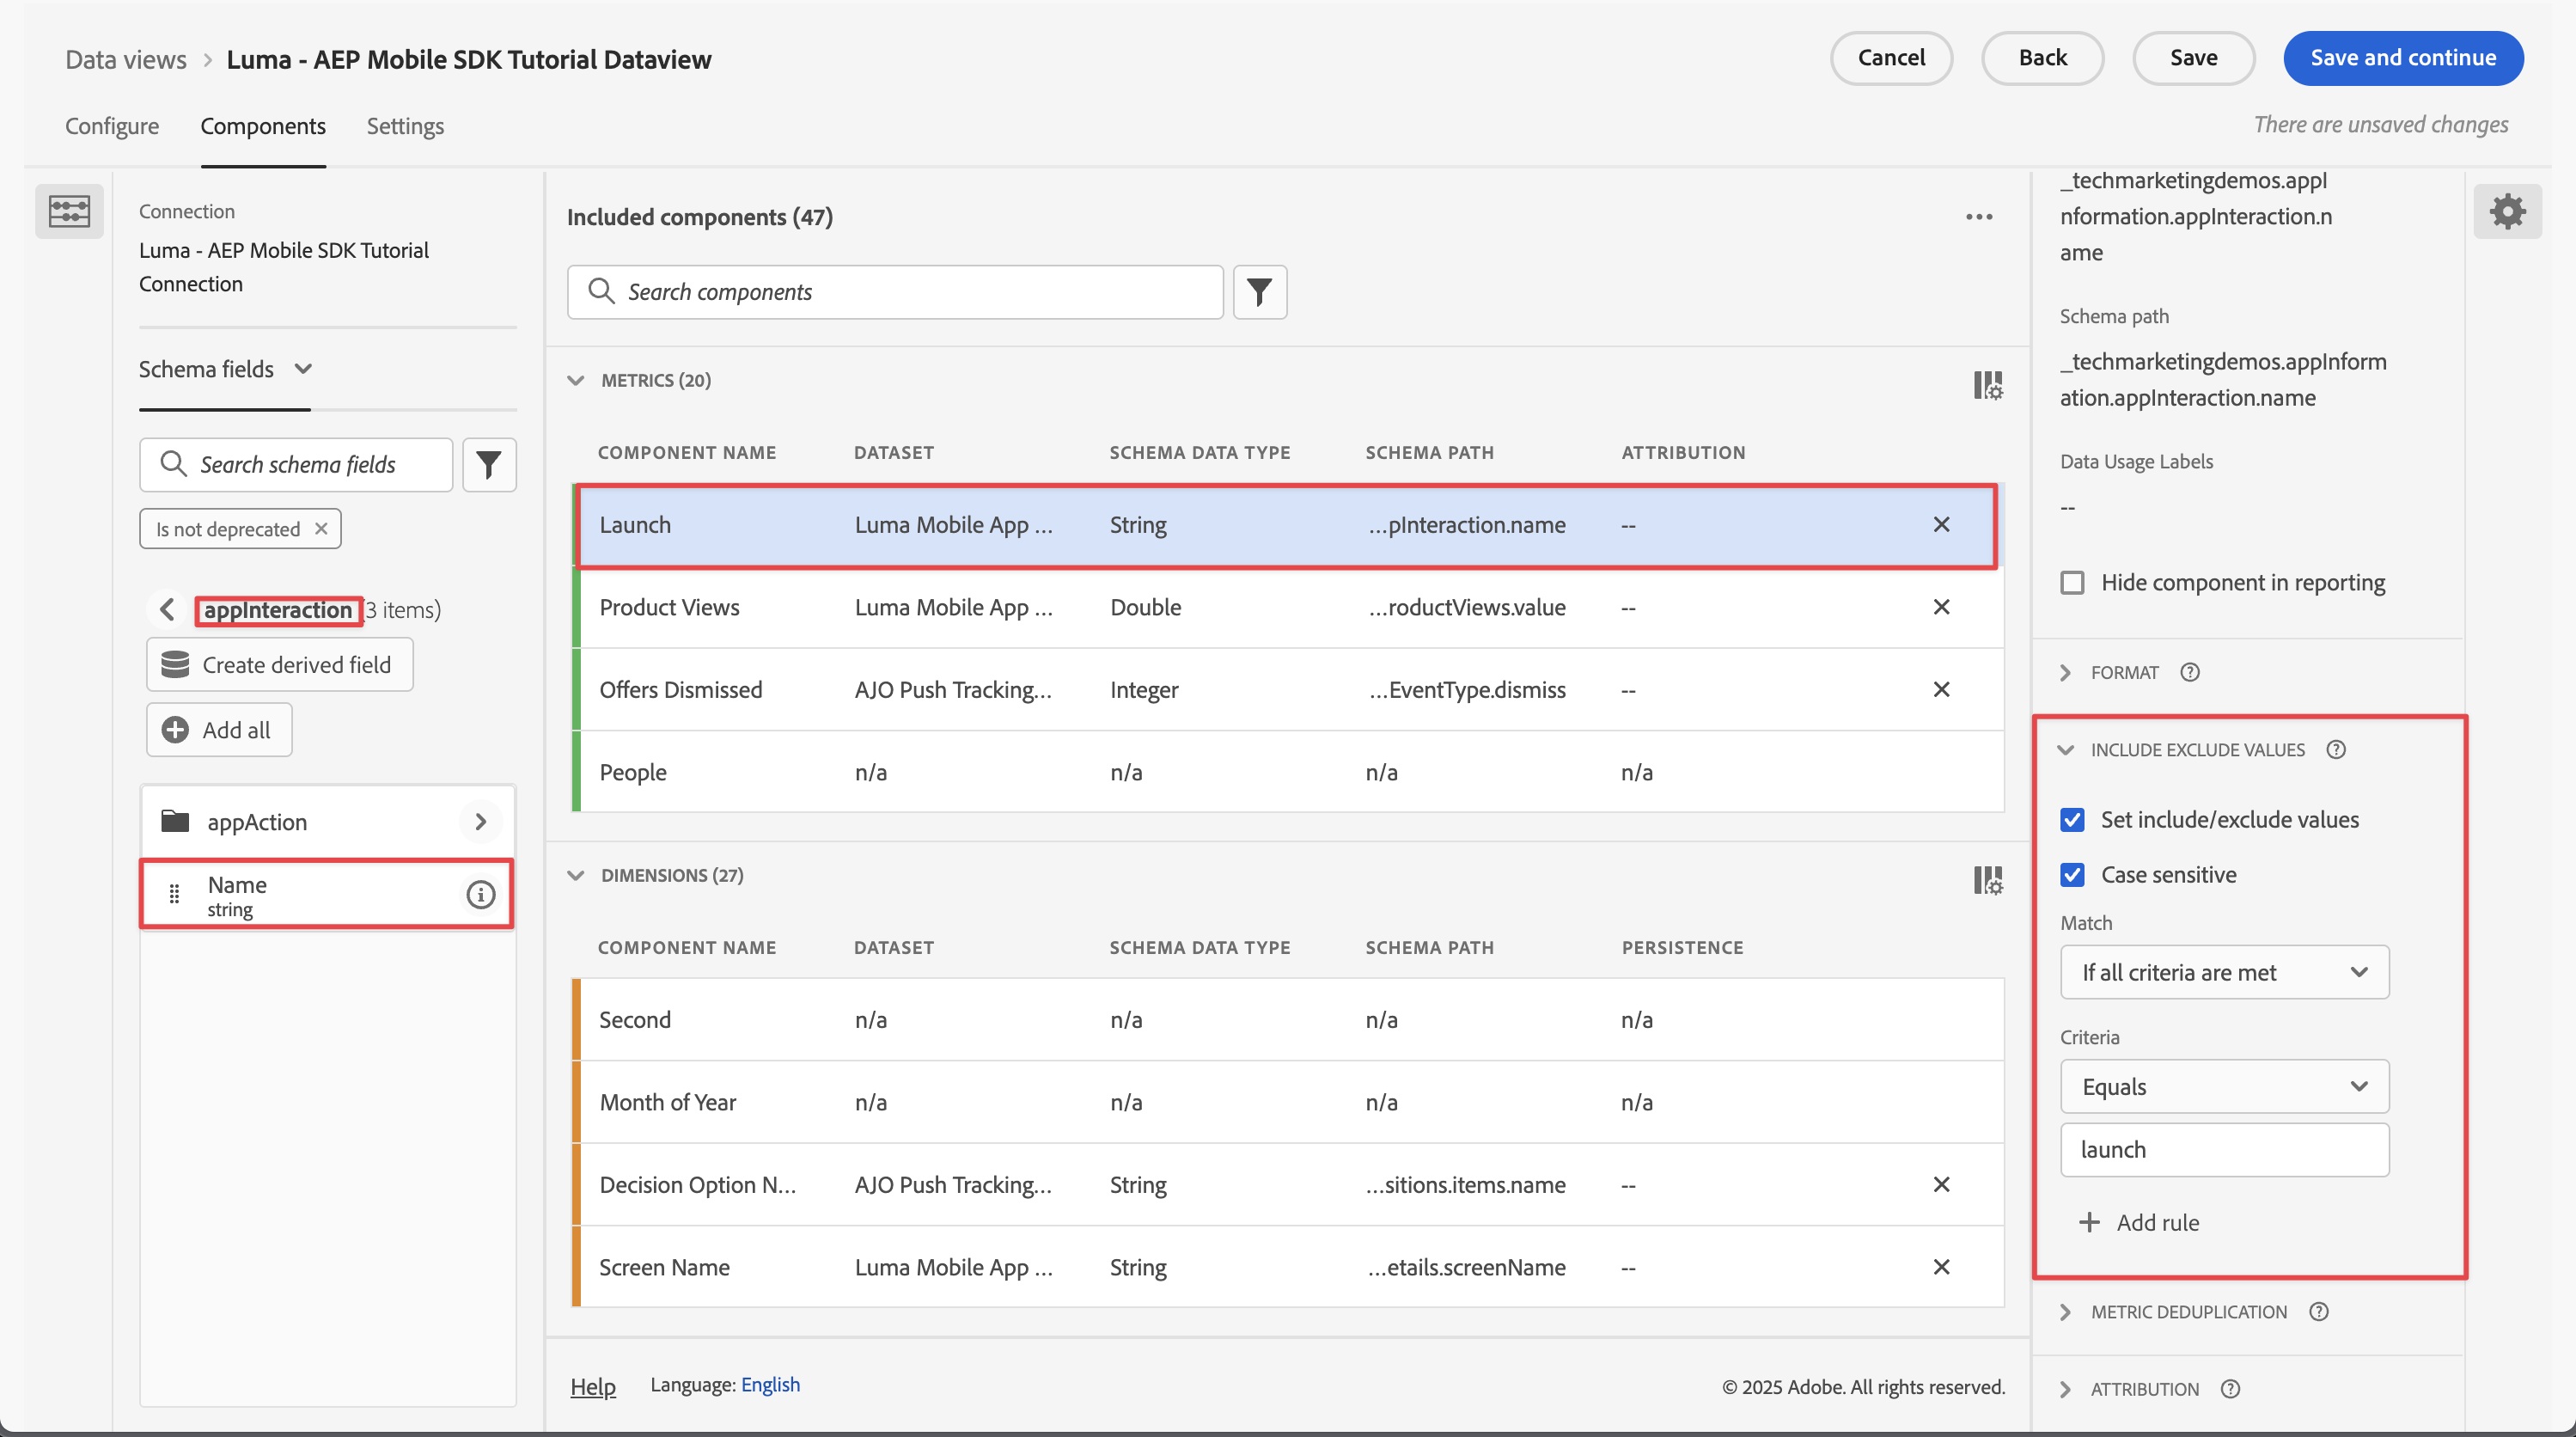 Data views > Luma - AEP Mobile SDK Tutorial Dataview
Cancel
Back
Save
Save and continue
Configure
Components
Settings
There are unsaved changes
Connection
Luma - AEP Mobile SDK Tutorial
Connection
Schema fields
Search schema fields
Is not deprecated
appInteraction (3 items)
Create derived field
Add all
appAction
Name
string
Included components (47)
Search components
METRICS (20)
COMPONENT NAME DATASET SCHEMA DATA TYPE SCHEMA PATH ATTRIBUTION
Launch Luma Mobile App ... String ...pInteraction.name --
Product Views Luma Mobile App ... Double ...roductViews.value --
Offers Dismissed AJO Push Tracking... Integer ...EventType.dismiss --
People n/a n/a n/a n/a
DIMENSIONS (27)
COMPONENT NAME DATASET SCHEMA DATA TYPE SCHEMA PATH PERSISTENCE
Second n/a n/a n/a n/a
Month of Year n/a n/a n/a n/a
Decision Option N... AJO Push Tracking... String ...sitions.items.name --
Screen Name Luma Mobile App ... String ...etails.screenName --
Help
Language: English
© 2025 Adobe. All rights reserved.
_techmarketingdemos.appI
nformation.appInteraction.n
ame
Schema path
_techmarketingdemos.appInform
ation.appInteraction.name
Data Usage Labels
--
Hide component in reporting
FORMAT
INCLUDE EXCLUDE VALUES
Set include/exclude values
Case sensitive
Match
If all criteria are met
Criteria
Equals
launch
Add rule
METRIC DEDUPLICATION
ATTRIBUTION